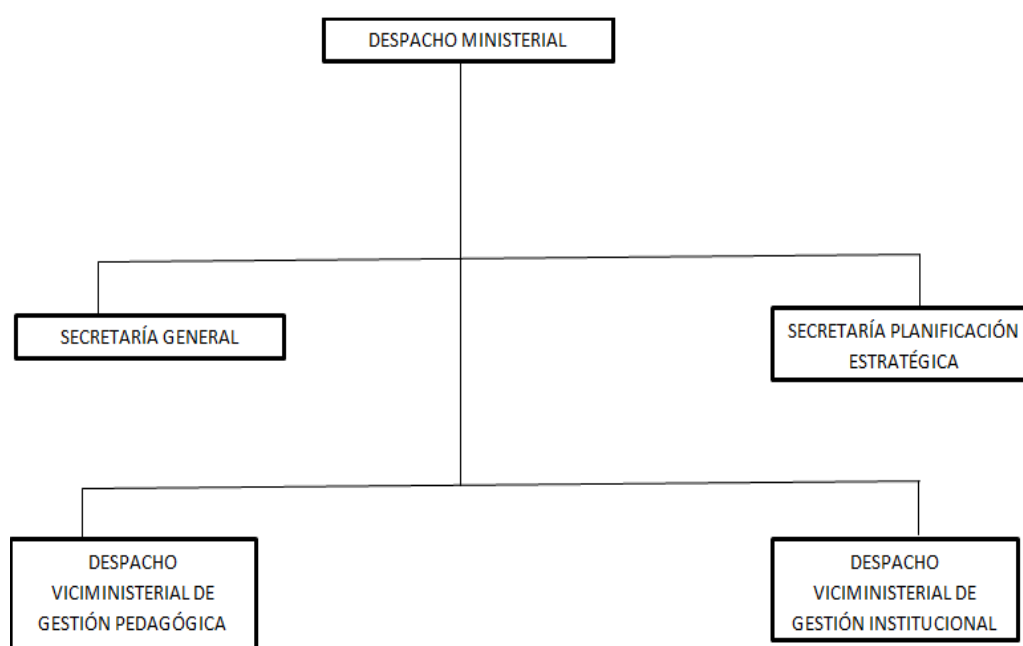 DESPACHO MINISTERIAL
SECRETARÍA GENERAL
SECRETARÍA PLANIFICACIÓN
ESTRATÉGICA
DESPACHO
VICIMINISTERIAL DE
GESTIÓN PEDAGÓGICA
DESPACHO
VICIMINISTERIAL DE
GESTIÓN INSTITUCIONAL